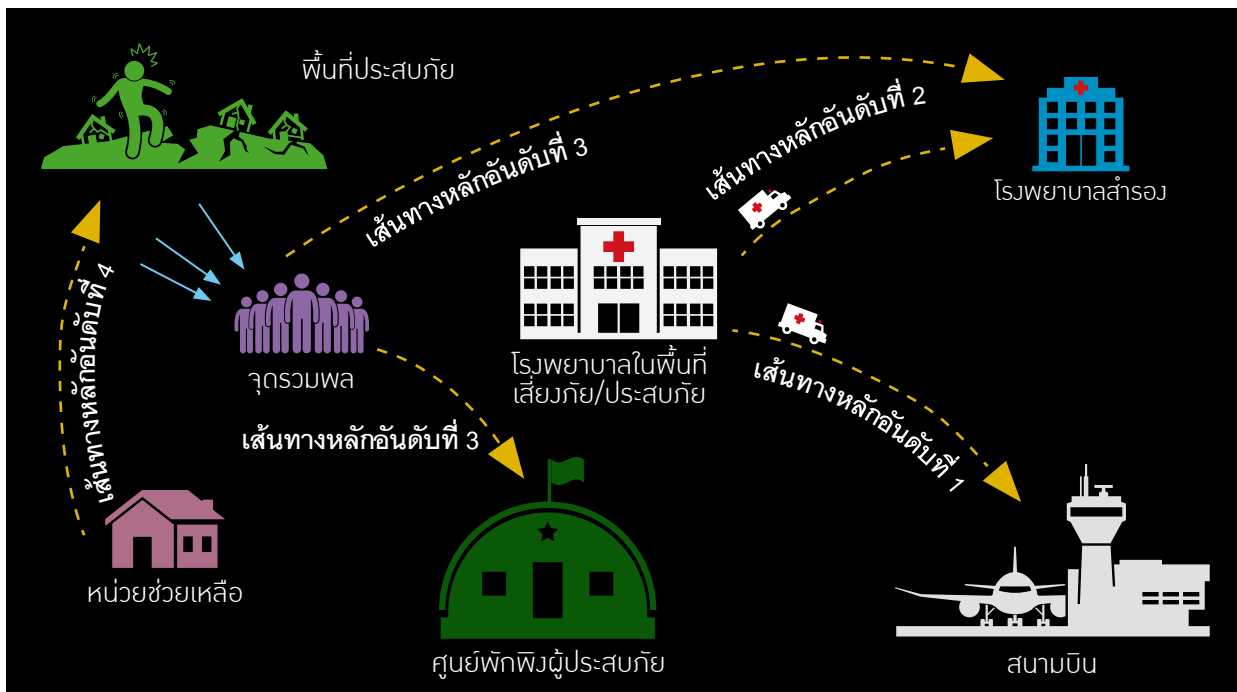 พื้นที่ประสบภัย
เส้นทางหลักอันดับที่ 3
เส้นทางหลักอันดับที่ 2
โรงพยาบาลสำรอง
เส้นทางหลักอันดับที่ 4
จุดรวมพล
โรงพยาบาลในพื้นที่
เสี่ยงภัย/ประสบภัย
เส้นทางหลักอันดับที่ 1
เส้นทางหลักอันดับที่ 3
หน่วยช่วยเหลือ
ศูนย์พักพิงผู้ประสบภัย
สนามบิน